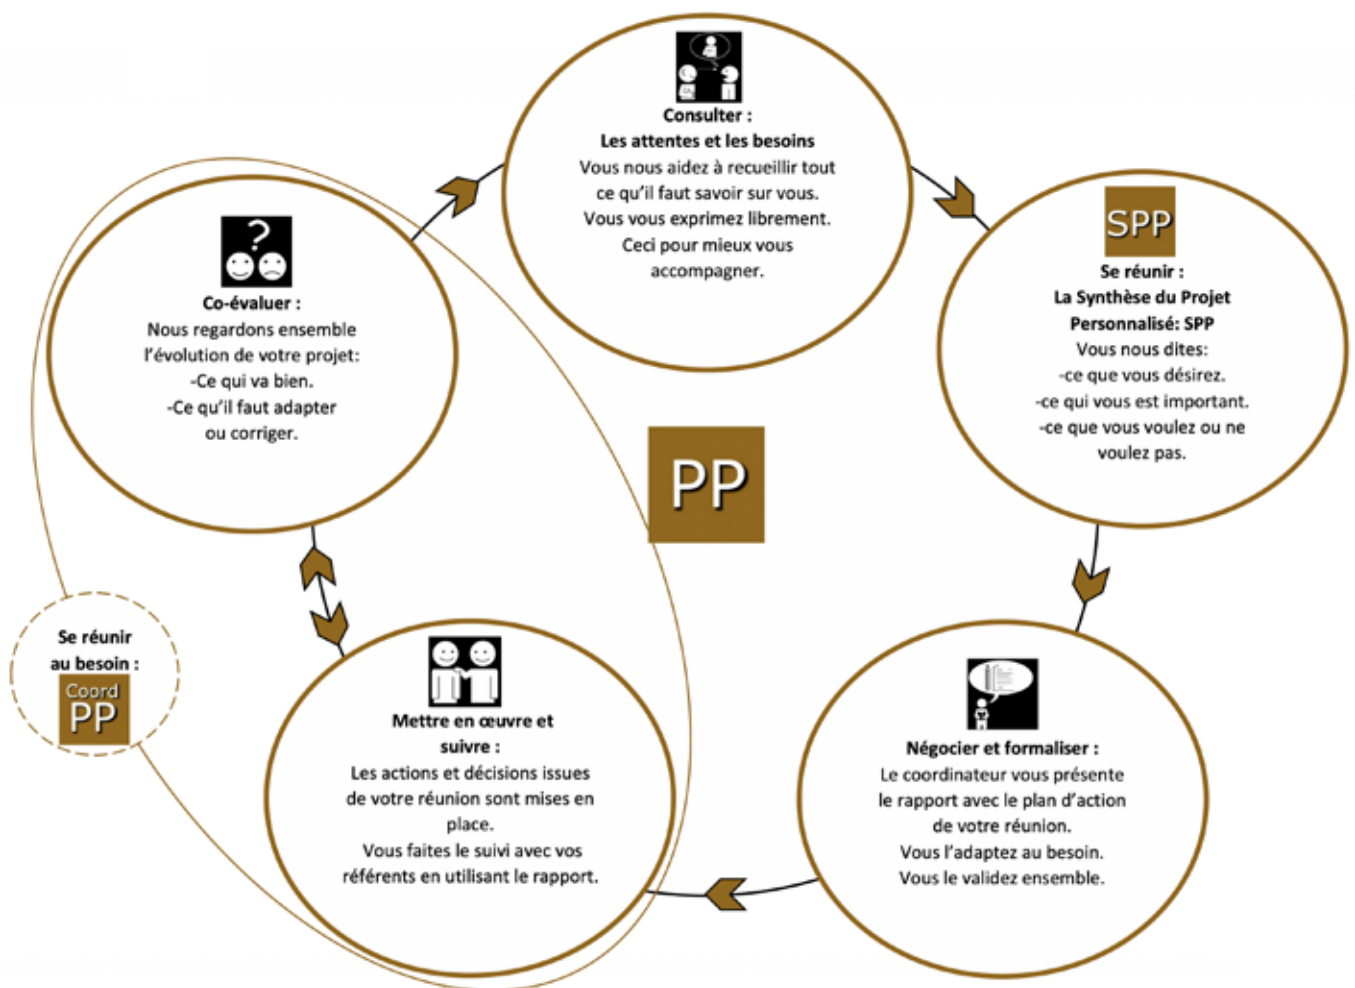 Consulter :
Les attentes et les besoins
Vous nous aidez à recueillir tout
ce qu'il faut savoir sur vous.
Vous vous exprimez librement.
Ceci pour mieux vous
accompagner.
SPP
Se réunir :
La Synthèse du Projet
Personnalisé: SPP
Vous nous dites:
-ce que vous désirez.
-ce qui vous est important.
-ce que vous voulez ou ne
voulez pas.
Négocier et formaliser :
Le coordinateur vous présente
le rapport avec le plan d'action
de votre réunion.
Vous l'adaptez au besoin.
Vous le validez ensemble.
Mettre en œuvre et
suivre :
Les actions et décisions issues
de votre réunion sont mises en
place.
Vous faites le suivi avec vos
référents en utilisant le rapport.
?
Co-évaluer :
Nous regardons ensemble
l'évolution de votre projet:
-Ce qui va bien.
-Ce qu'il faut adapter
ou corriger.
Se réunir
au besoin :
Coord
PP
PP